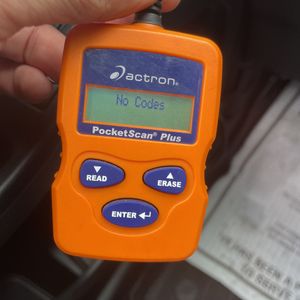 actron®
No Codes
PocketScan® Plus
READ
ERASE
ENTER